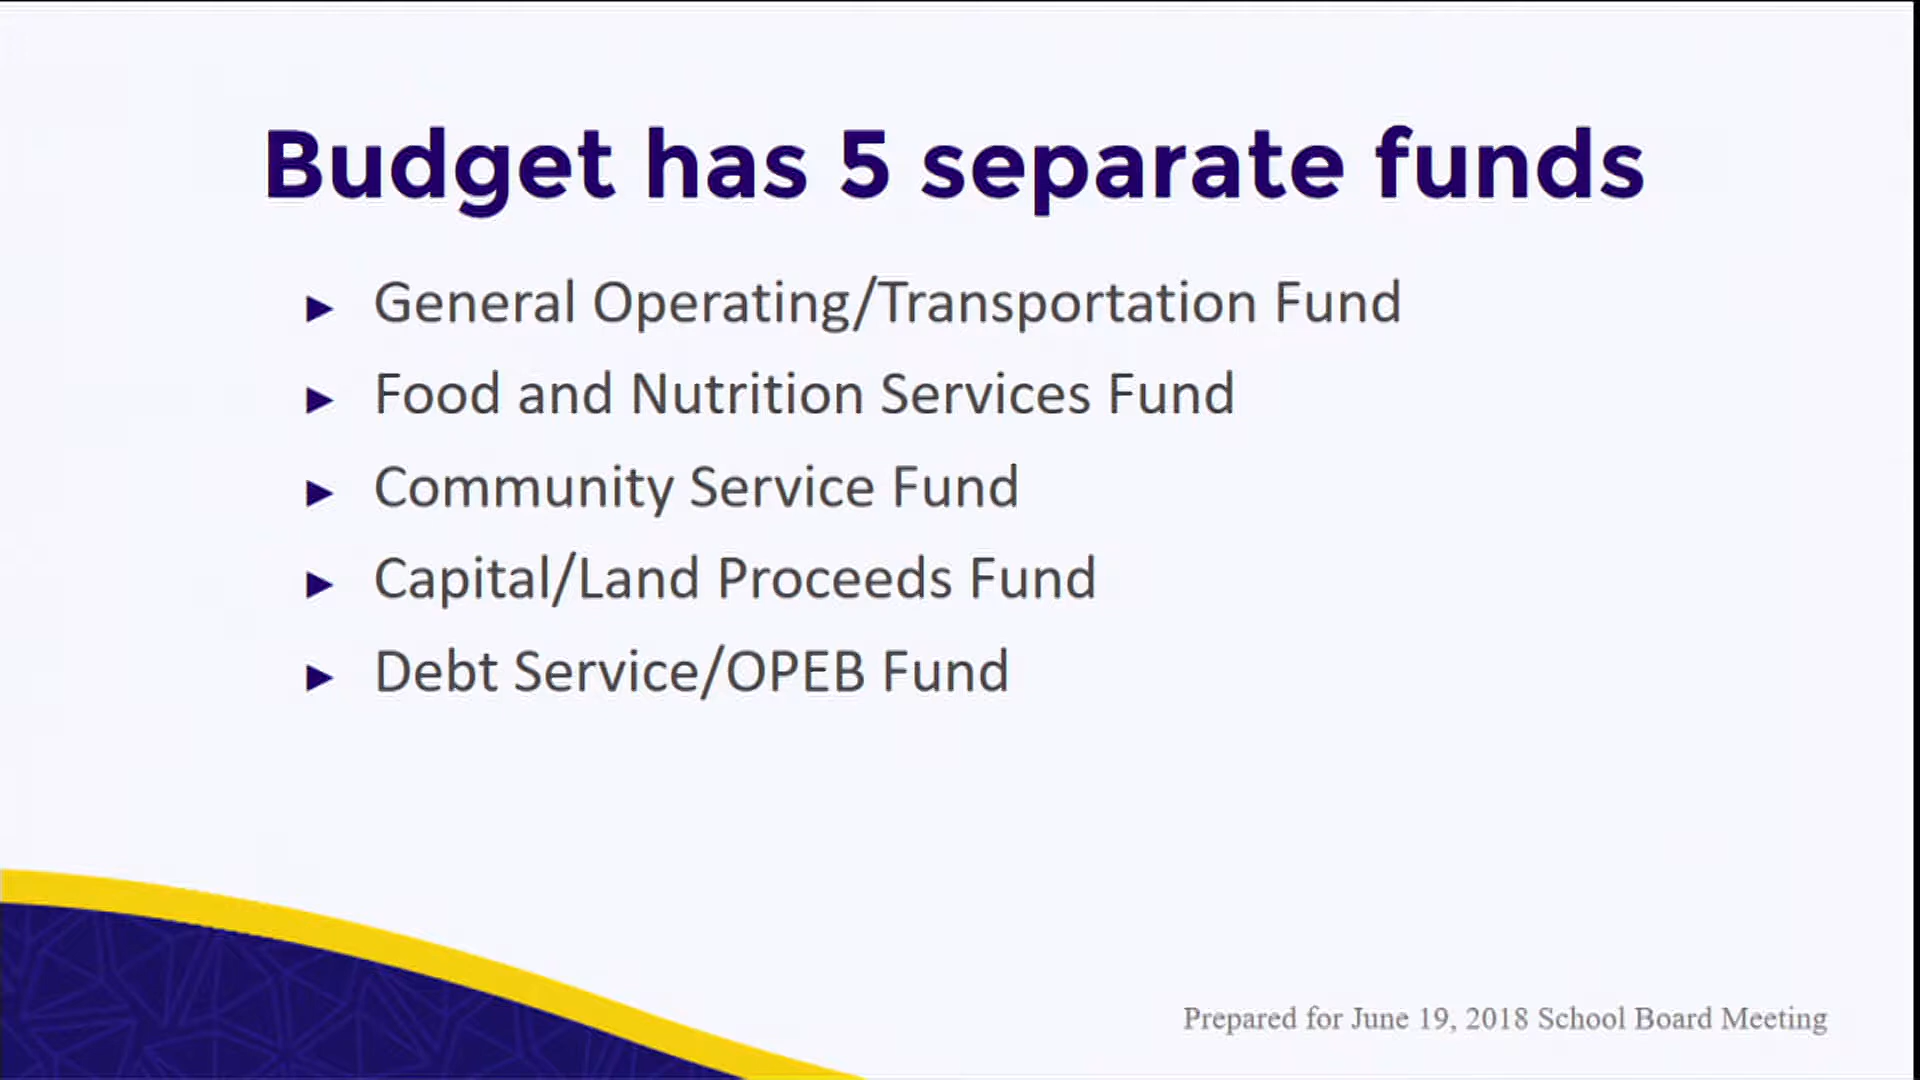 Budget has 5 separate funds
► General Operating/Transportation Fund
► Food and Nutrition Services Fund
► Community Service Fund
► Capital/Land Proceeds Fund
► Debt Service/OPEB Fund
Prepared for June 19, 2018 School Board Meeting